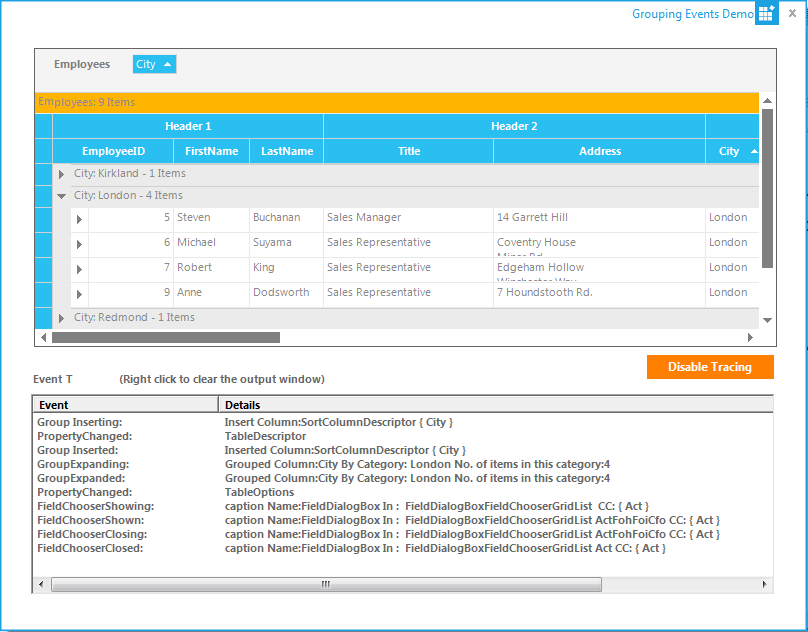 Grouping Events Demo
Employees City
Employees: 9 Items
Header 1 Header 2
EmployeeID FirstName LastName Title Address City
City: Kirkland - 1 Items
City: London - 4 Items
5 Steven Buchanan Sales Manager 14 Garrett Hill London
6 Michael Suyama Sales Representative Coventry House London
Miner Rd.
7 Robert King Sales Representative Edgeham Hollow London
Winchester Way
9 Anne Dodsworth Sales Representative 7 Houndstooth Rd. London
City: Redmond - 1 Items
Event T (Right click to clear the output window) Disable Tracing
Event Details
Group Inserting: Insert Column:SortColumnDescriptor { City }
PropertyChanged: TableDescriptor
Group Inserted: Inserted Column:SortColumnDescriptor { City }
GroupExpanding: Grouped Column:City By Category: London No. of items in this category:4
GroupExpanded: Grouped Column:City By Category: London No. of items in this category:4
PropertyChanged: TableOptions
FieldChooserShowing: caption Name:FieldDialogBox In : FieldDialogBoxFieldChooserGridList CC: { Act }
FieldChooserShown: caption Name:FieldDialogBox In : FieldDialogBoxFieldChooserGridList ActFohFoiCfo CC: { Act }
FieldChooserClosing: caption Name:FieldDialogBox In : FieldDialogBoxFieldChooserGridList ActFohFoiCfo CC: { Act }
FieldChooserClosed: caption Name:FieldDialogBox In : FieldDialogBoxFieldChooserGridList Act CC: { Act }